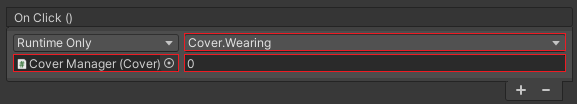 On Click ()
Runtime Only Cover.Wearing
Cover Manager (Cover) 0